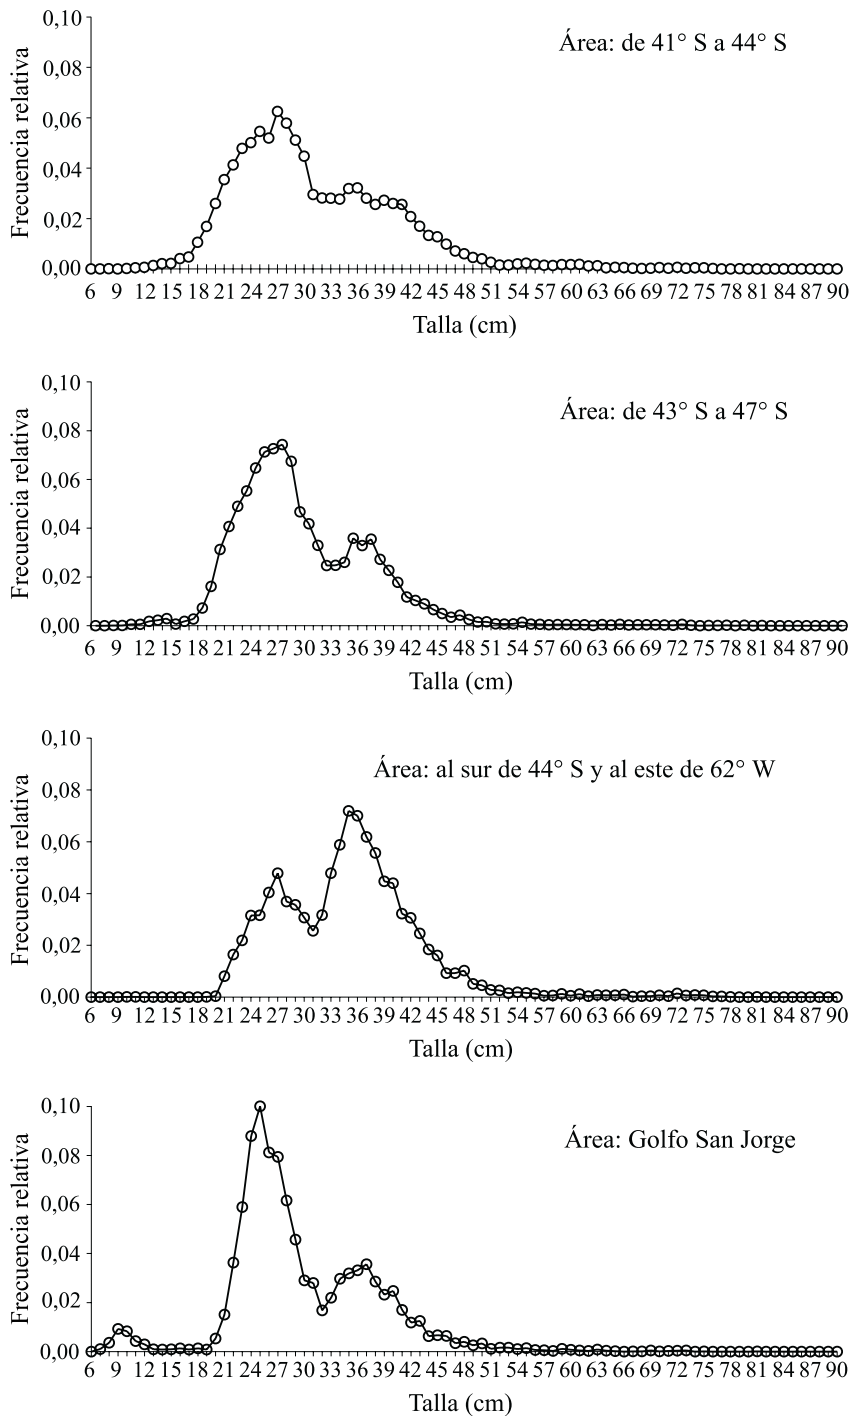 Área: de 41° S a 44° S
Frecuencia relativa
0,10
0,08
0,06
0,04
0,02
0,00
6 9 12 15 18 21 24 27 30 33 36 39 42 45 48 51 54 57 60 63 66 69 72 75 78 81 84 87 90
Talla (cm)
Área: de 43° S a 47° S
Frecuencia relativa
0,10
0,08
0,06
0,04
0,02
0,00
6 9 12 15 18 21 24 27 30 33 36 39 42 45 48 51 54 57 60 63 66 69 72 75 78 81 84 87 90
Talla (cm)
Área: al sur de 44° S y al este de 62° W
Frecuencia relativa
0,10
0,08
0,06
0,04
0,02
0,00
6 9 12 15 18 21 24 27 30 33 36 39 42 45 48 51 54 57 60 63 66 69 72 75 78 81 84 87 90
Talla (cm)
Área: Golfo San Jorge
Frecuencia relativa
0,10
0,08
0,06
0,04
0,02
0,00
6 9 12 15 18 21 24 27 30 33 36 39 42 45 48 51 54 57 60 63 66 69 72 75 78 81 84 87 90
Talla (cm)